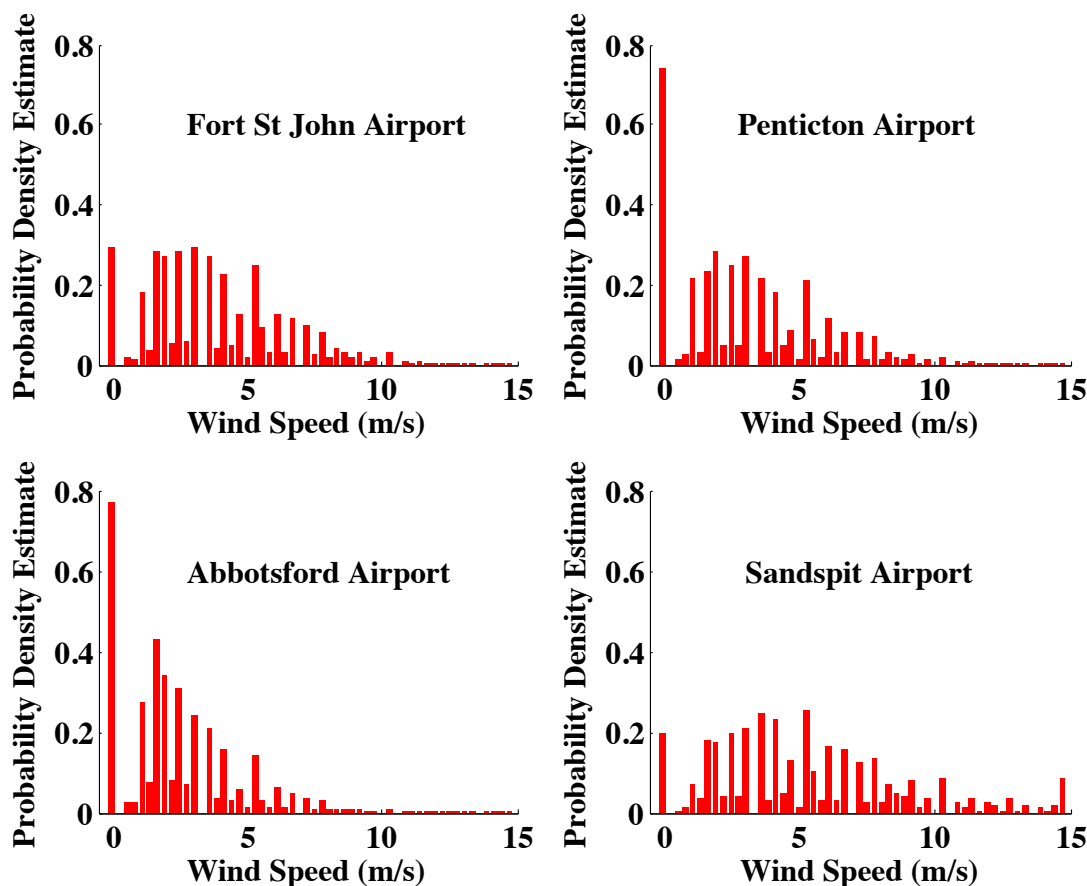 Probability Density Estimate
0.8
0.6
0.4
0.2
0
Fort St John Airport
0 5 10 15
Wind Speed (m/s)
Probability Density Estimate
0.8
0.6
0.4
0.2
0
Penticton Airport
0 5 10 15
Wind Speed (m/s)
Probability Density Estimate
0.8
0.6
0.4
0.2
0
Abbotsford Airport
0 5 10 15
Wind Speed (m/s)
Probability Density Estimate
0.8
0.6
0.4
0.2
0
Sandspit Airport
0 5 10 15
Wind Speed (m/s)